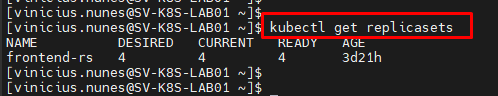 [vinicius.nunes@SV-K8S-LAB01 ~]$
[vinicius.nunes@SV-K8S-LAB01 ~]$ kubectl get replicasets
NAME DESIRED CURRENT READY AGE
frontend-rs 4 4 4 3d21h
[vinicius.nunes@SV-K8S-LAB01 ~]$
[vinicius.nunes@SV-K8S-LAB01 ~]$